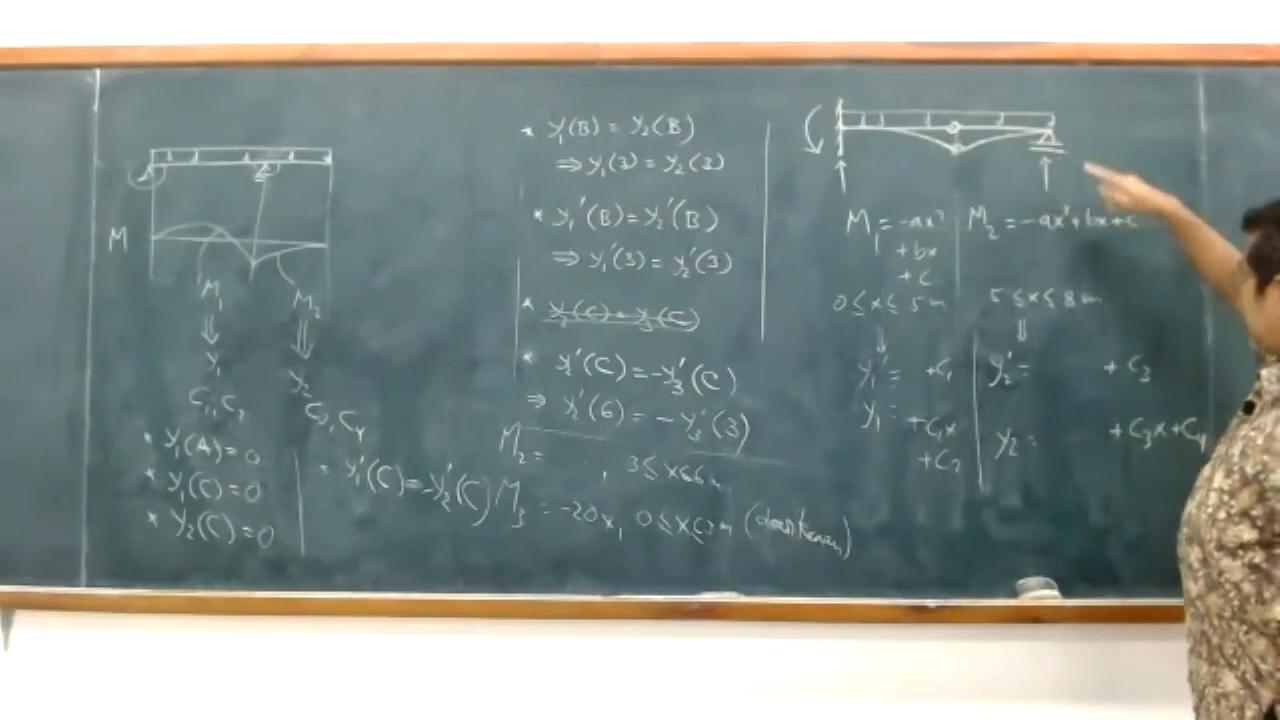 M
M₁
M₂
⇓
⇓
y₁
y₂
C₁, C₂
C₃, C₄
* y₁(A) = 0
* y₁(C) = 0
* y₂(C) = 0
* y₁'(C) = -y₂'(C)
* y₁(B) = y₂(B)
⇒ y₁(3) = y₂(3)
* y₁'(B) = y₂'(B)
⇒ y₁'(3) = y₂'(3)
* y₂(C) = y₃(C)
* y₂'(C) = -y₃'(C)
⇒ y₂'(6) = -y₃'(3)
M₂ = , 3 ≤ x ≤ 6 m
M₃ = -20x,
M₁ = -ax²
+ bx
+ c
0 ≤ x ≤ 5 m
⇓
y₁' = + C₁
y₁ = + C₁x
+ C₂
M₂ = -ax² + bx + c
5 ≤ x ≤ 8 m
⇓
y₂' = + C₃
y₂ = + C₃x + C₄